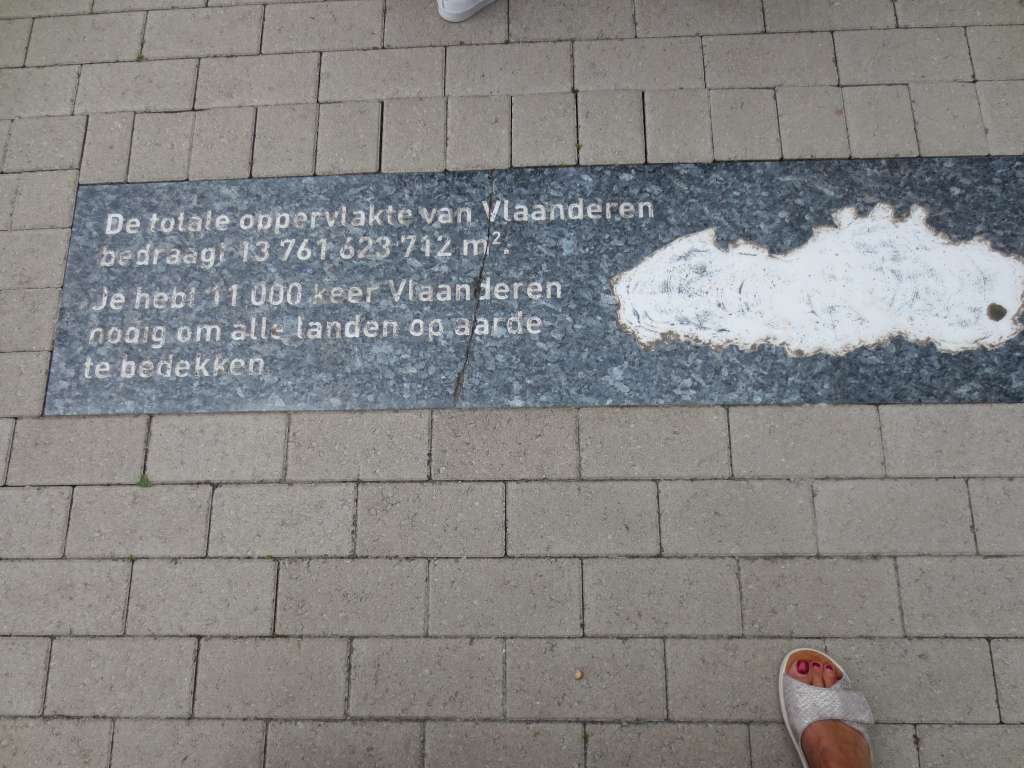 De totale oppervlakte van Vlaanderen
bedraagt 13 761 623 712 m².
Je hebt 11 000 keer Vlaanderen
nodig om alle landen op aarde
te bedekken